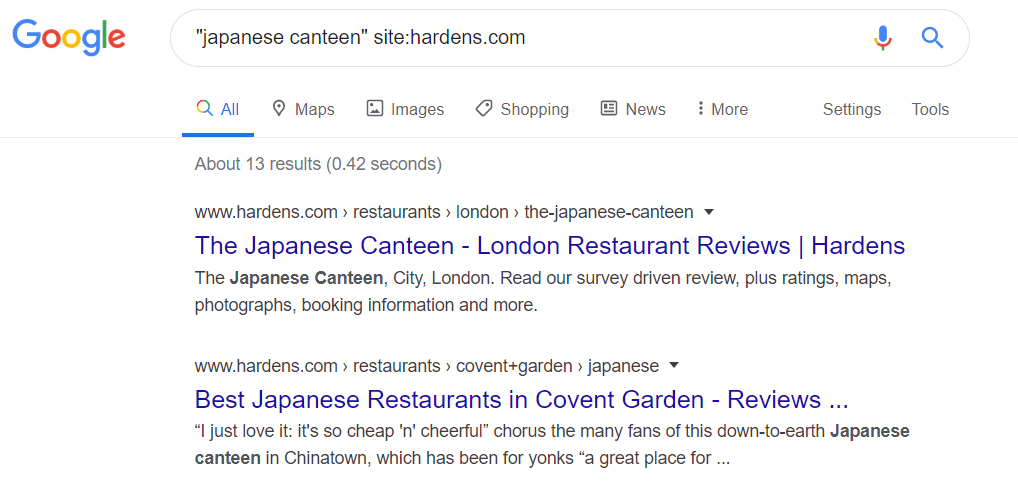 Google
"japanese canteen" site:hardens.com
All Maps Images Shopping News More Settings Tools
About 13 results (0.42 seconds)
www.hardens.com › restaurants › london › the-japanese-canteen
The Japanese Canteen - London Restaurant Reviews | Hardens
The Japanese Canteen, City, London. Read our survey driven review, plus ratings, maps,
photographs, booking information and more.
www.hardens.com › restaurants › covent+garden › japanese
Best Japanese Restaurants in Covent Garden - Reviews ...
“I just love it: it's so cheap 'n' cheerful” chorus the many fans of this down-to-earth Japanese
canteen in Chinatown, which has been for yonks “a great place for ...